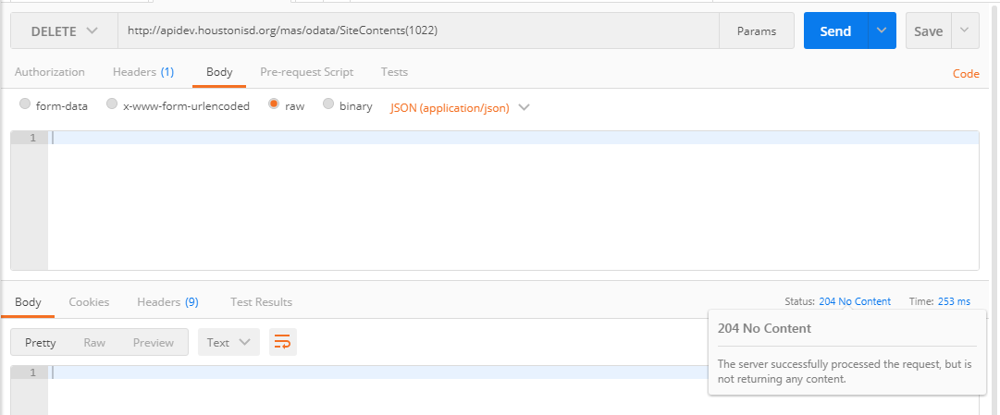 DELETE http://apidev.houstonisd.org/mas/odata/SiteContents(1022) Params Send Save
Authorization Headers (1) Body Pre-request Script Tests Code
form-data x-www-form-urlencoded raw binary JSON (application/json)
1
Body Cookies Headers (9) Test Results Status: 204 No Content Time: 253 ms
204 No Content
Pretty Raw Preview Text
The server successfully processed the request, but is
not returning any content.
1